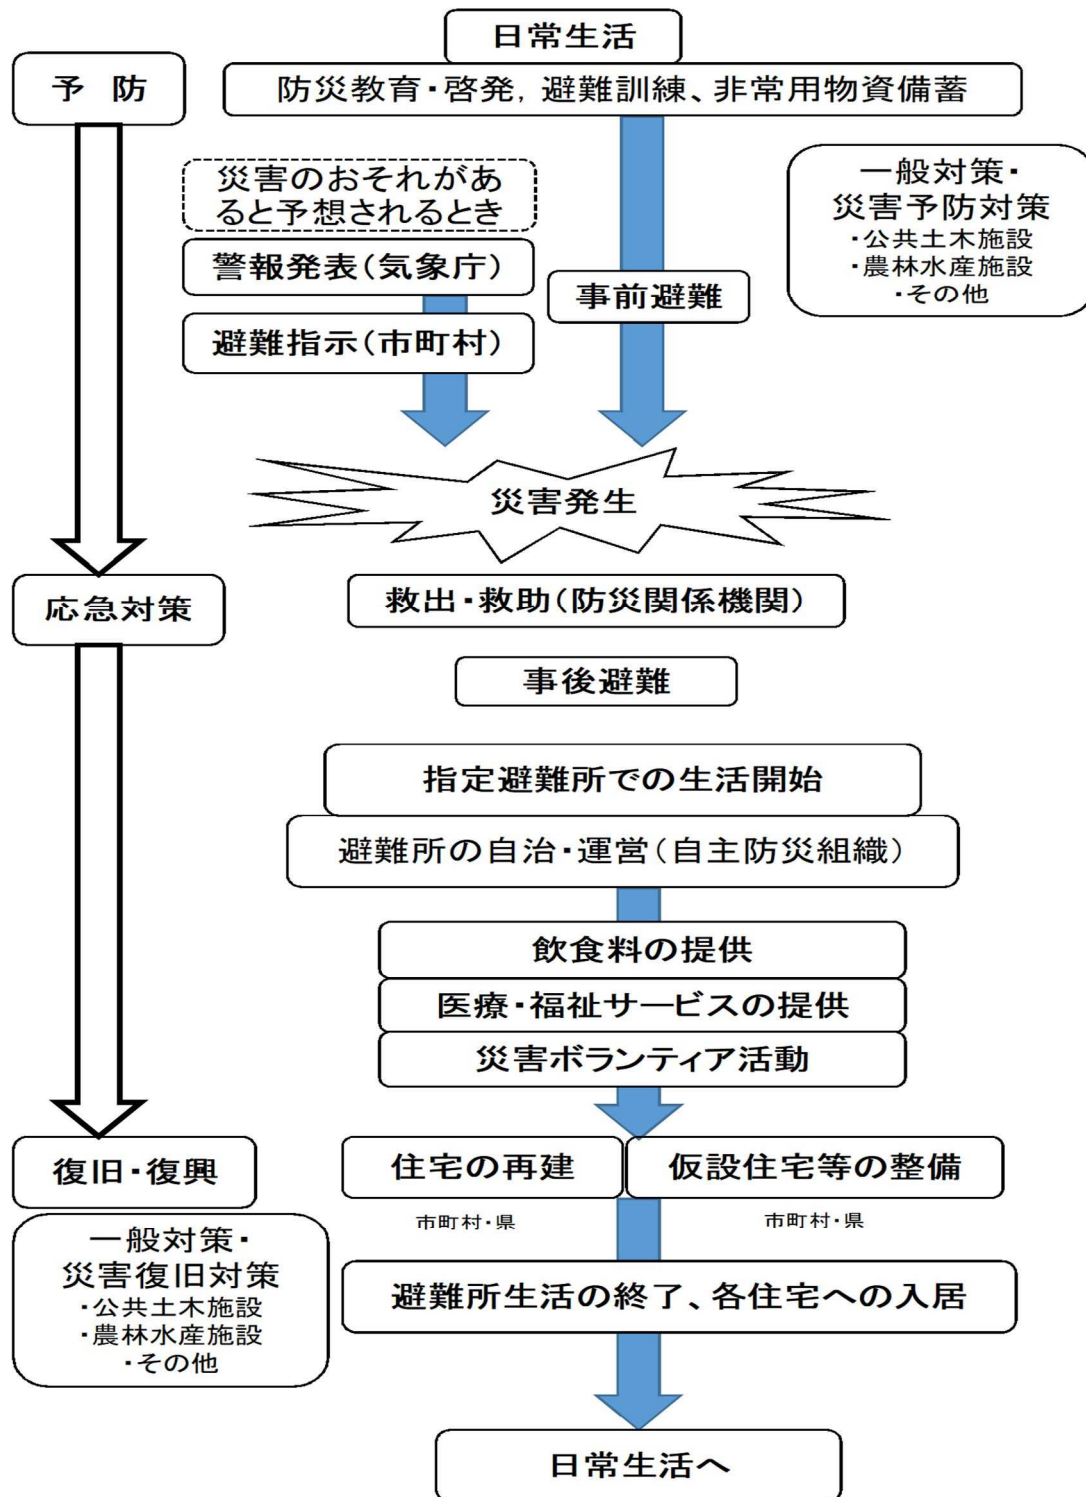 日常生活
予 防
防災教育・啓発, 避難訓練、非常用物資備蓄
災害のおそれがあ
ると予想されるとき
一般対策・
災害予防対策
・公共土木施設
・農林水産施設
・その他
警報発表(気象庁)
事前避難
避難指示(市町村)
災害発生
応急対策
救出・救助(防災関係機関)
事後避難
指定避難所での生活開始
避難所の自治・運営(自主防災組織)
飲食料の提供
医療・福祉サービスの提供
災害ボランティア活動
復旧・復興
住宅の再建
仮設住宅等の整備
市町村・県
市町村・県
一般対策・
災害復旧対策
・公共土木施設
・農林水産施設
・その他
避難所生活の終了、各住宅への入居
日常生活へ